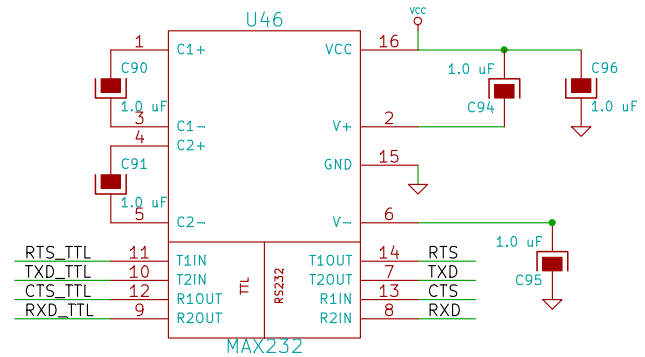 U46
VCC
1 C1+ VCC 16
C90 1.0 uF C96
1.0 uF C94 1.0 uF
3 C1- V+ 2
4 C2+
C91 GND 15
1.0 uF
5 C2- V- 6
1.0 uF
RTS_TTL 11 T1IN T1OUT 14 RTS
TXD_TTL 10 T2IN TTL RS232 T2OUT 7 TXD
C95
CTS_TTL 12 R1OUT R1IN 13 CTS
RXD_TTL 9 R2OUT R2IN 8 RXD
MAX232